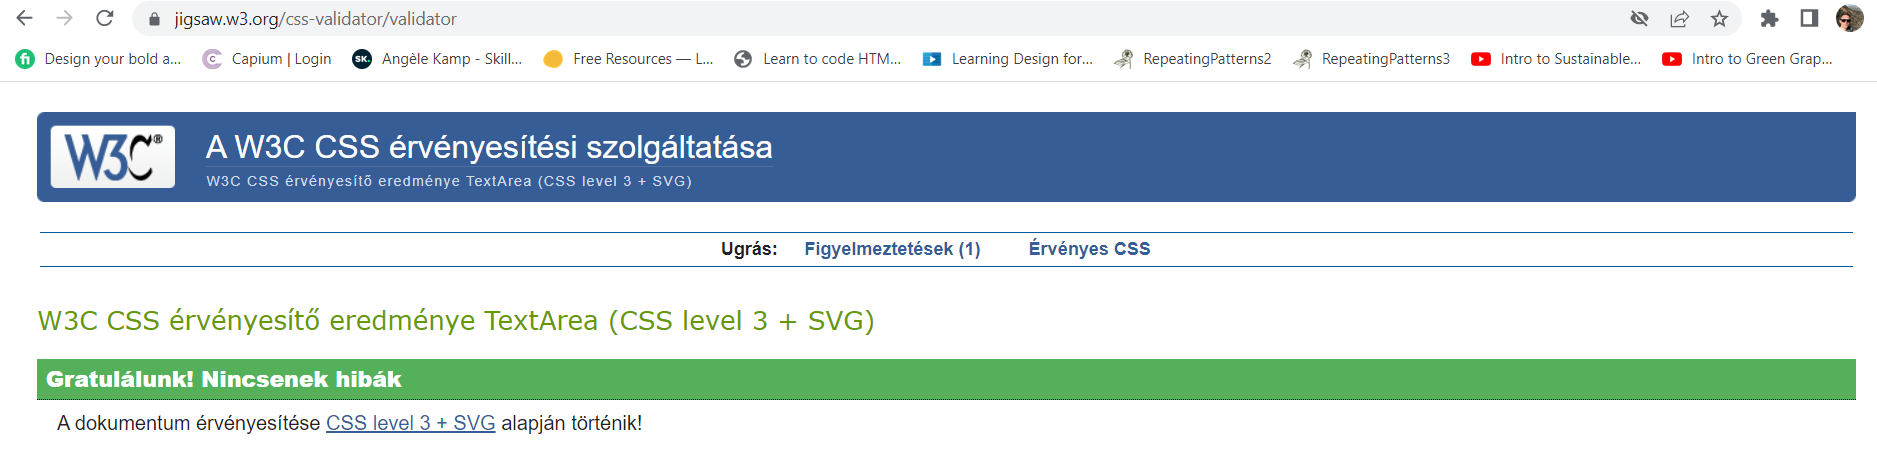 jigsaw.w3.org/css-validator/validator
Design your bold a... Capium | Login Angèle Kamp - Skill... Free Resources — L... Learn to code HTM... Learning Design for... RepeatingPatterns2 RepeatingPatterns3 Intro to Sustainable... Intro to Green Grap...
W3C® A W3C CSS érvényesítési szolgáltatása
W3C CSS érvényesítő eredménye TextArea (CSS level 3 + SVG)
Ugrás: Figyelmeztetések (1) Érvényes CSS
W3C CSS érvényesítő eredménye TextArea (CSS level 3 + SVG)
Gratulálunk! Nincsenek hibák
A dokumentum érvényesítése CSS level 3 + SVG alapján történik!